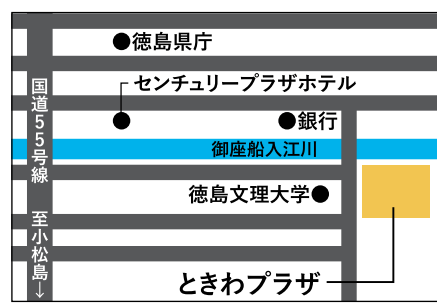 ●徳島県庁
センチュリープラザホテル
●銀行
御座船入江川
徳島文理大学●
ときわプラザ
国道55号線
至小松島→